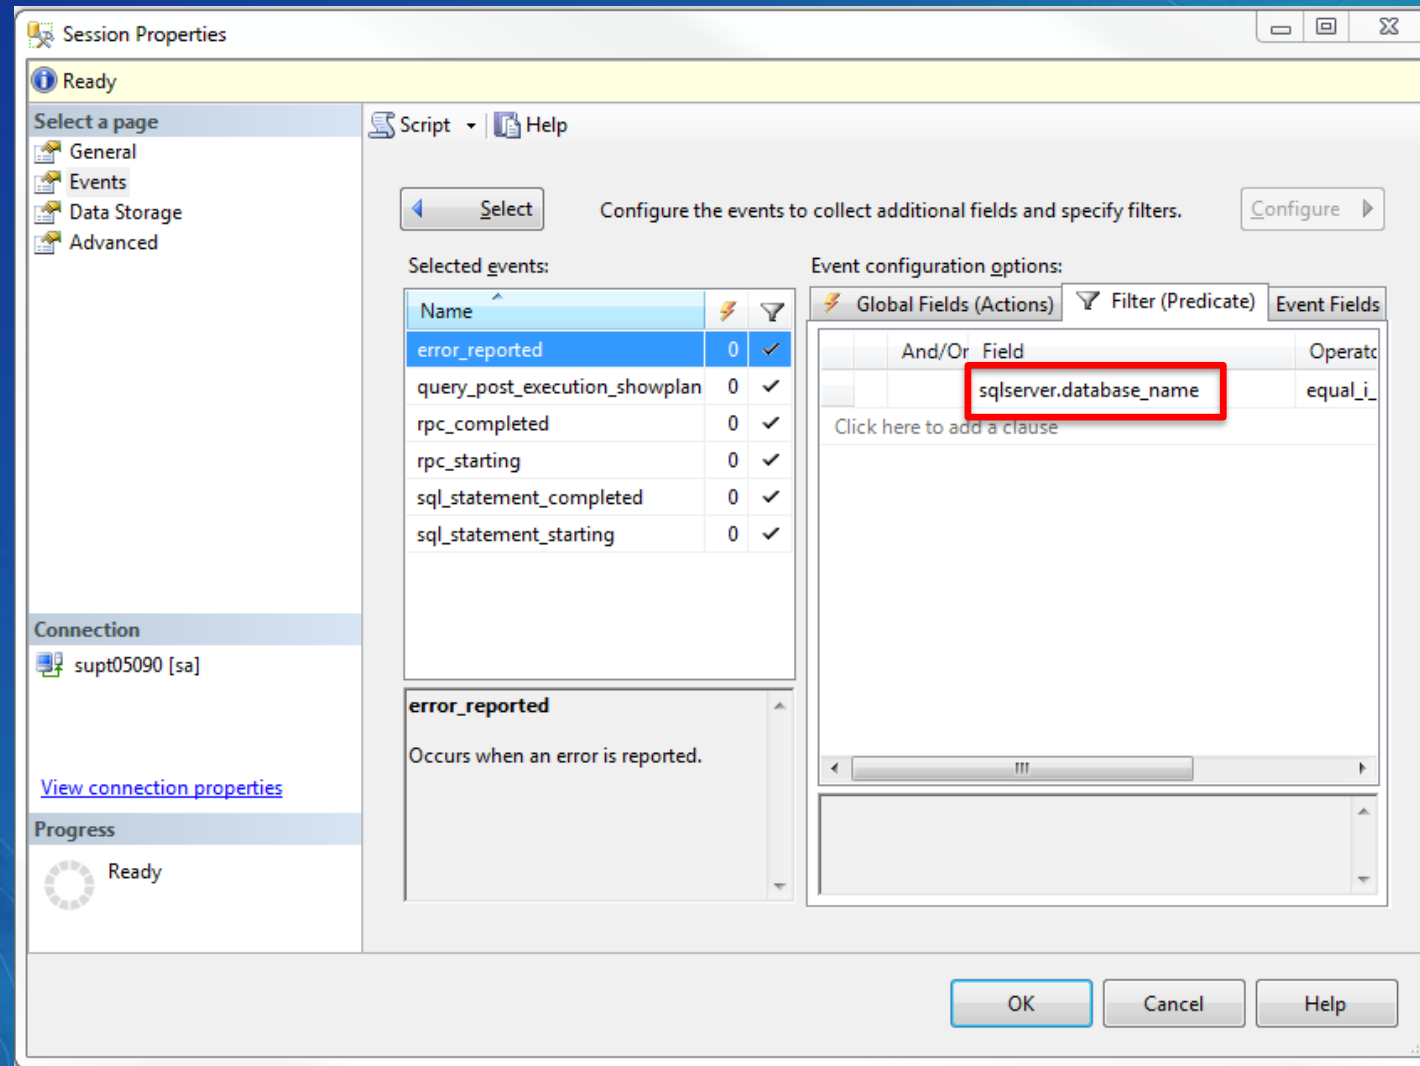 Session Properties
Ready
Select a page
General
Events
Data Storage
Advanced
Script
Help
Select
Configure the events to collect additional fields and specify filters.
Configure
Selected events:
Name
error_reported 0
query_post_execution_showplan 0
rpc_completed 0
rpc_starting 0
sql_statement_completed 0
sql_statement_starting 0
error_reported
Occurs when an error is reported.
Event configuration options:
Global Fields (Actions)
Filter (Predicate)
Event Fields
And/Or Field Operato
sqlserver.database_name equal_i_
Click here to add a clause
Connection
supt05090 [sa]
View connection properties
Progress
Ready
OK
Cancel
Help